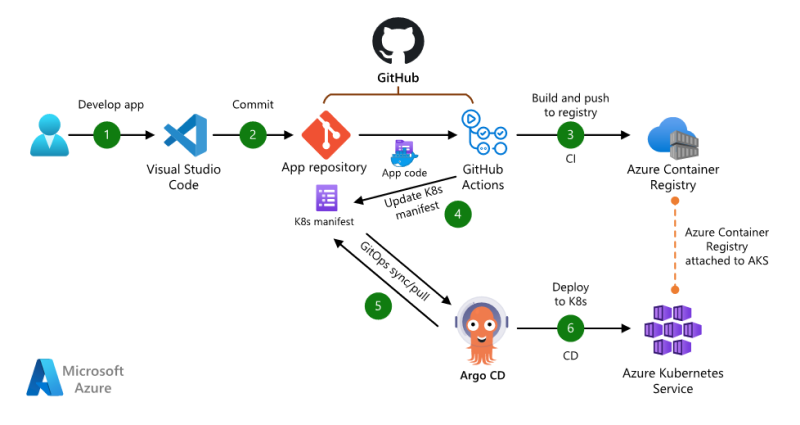 GitHub
Develop app
1
Visual Studio
Code
Commit
2
App repository
App code
GitHub
Actions
Build and push
to registry
3
CI
Azure Container
Registry
K8s manifest
Update K8s
manifest
4
Azure Container
Registry
attached to AKS
GitOps sync/pull
5
Argo CD
Deploy
to K8s
6
CD
Azure Kubernetes
Service
Microsoft
Azure